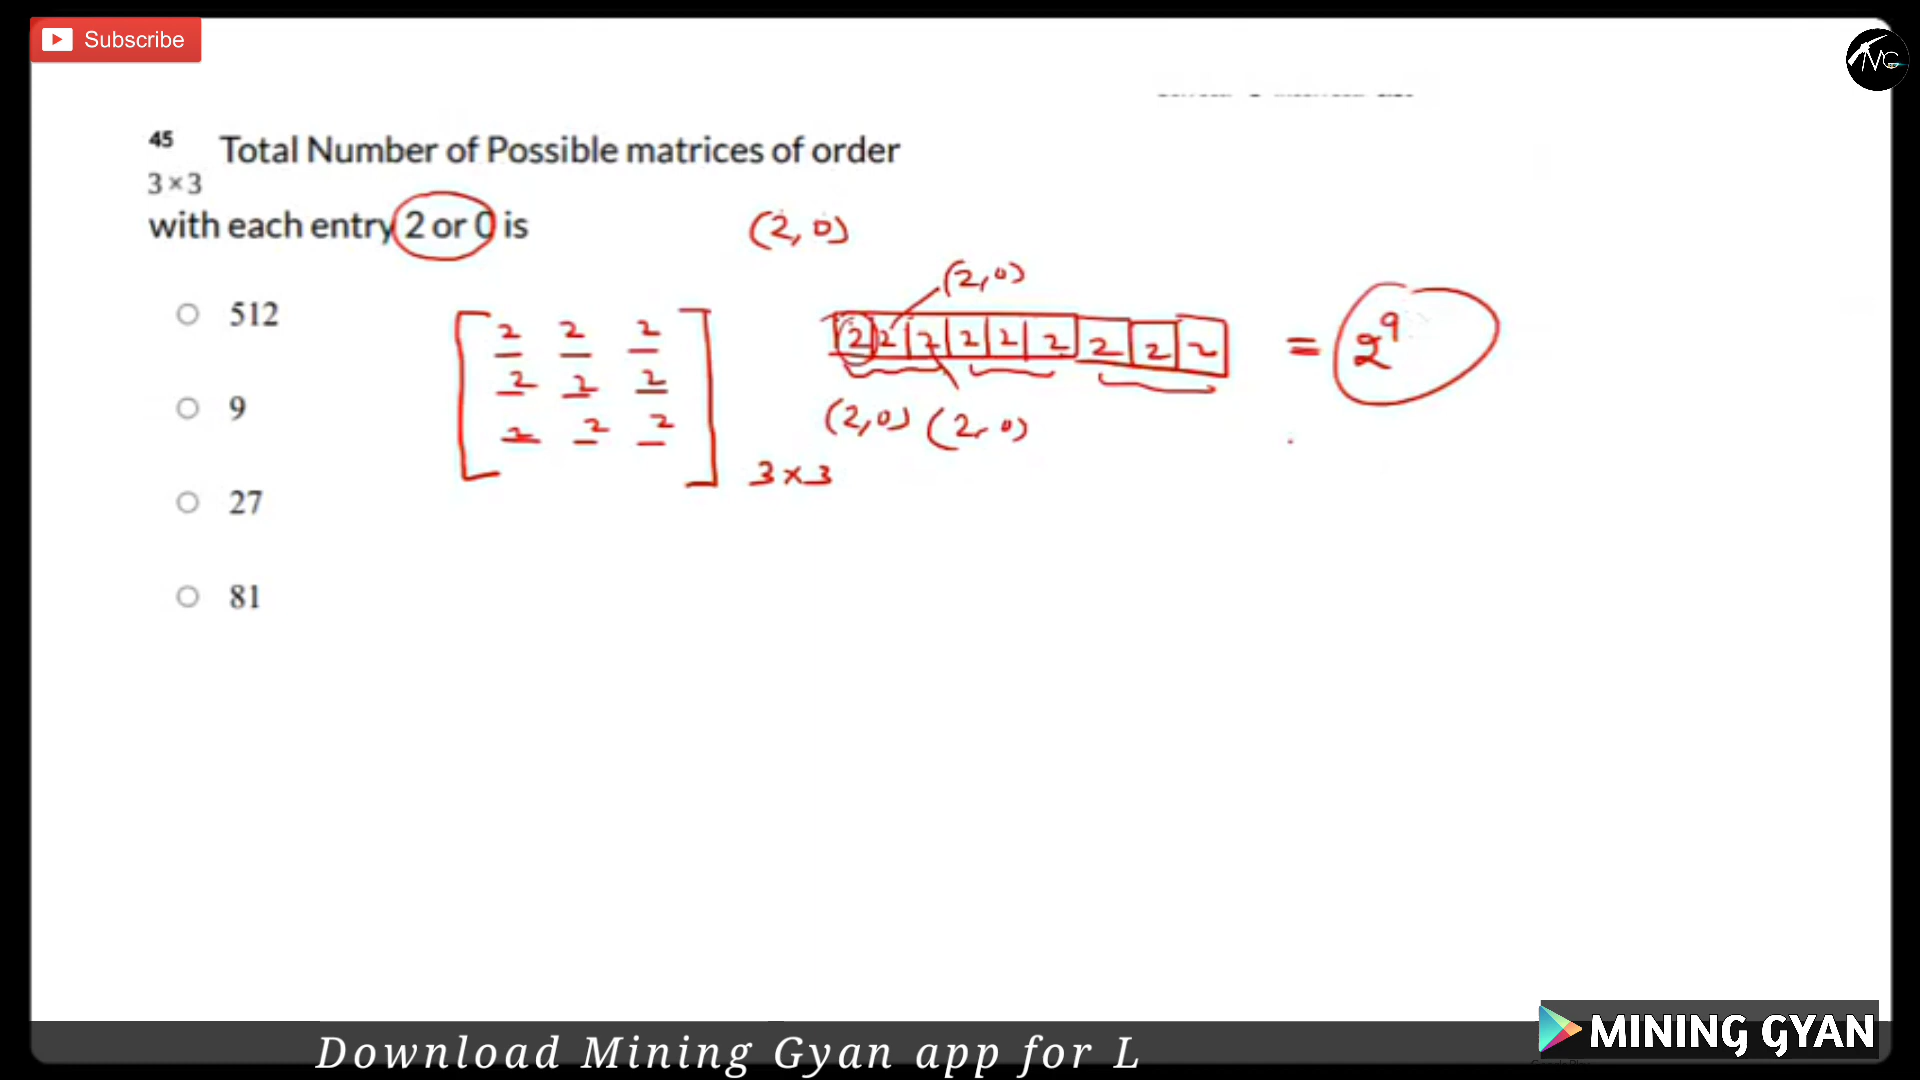 Subscribe
NG
45 Total Number of Possible matrices of order
3×3
with each entry 2 or 0 is
(2, 0)
(2, 0)
512
2 2 2
2 2 2
2 2 2
3×3
2 2 2 2 2 2 2 2 2 = 2⁹
(2, 0) (2, 0)
9
27
81
Download Mining Gyan app for L
MINING GYAN